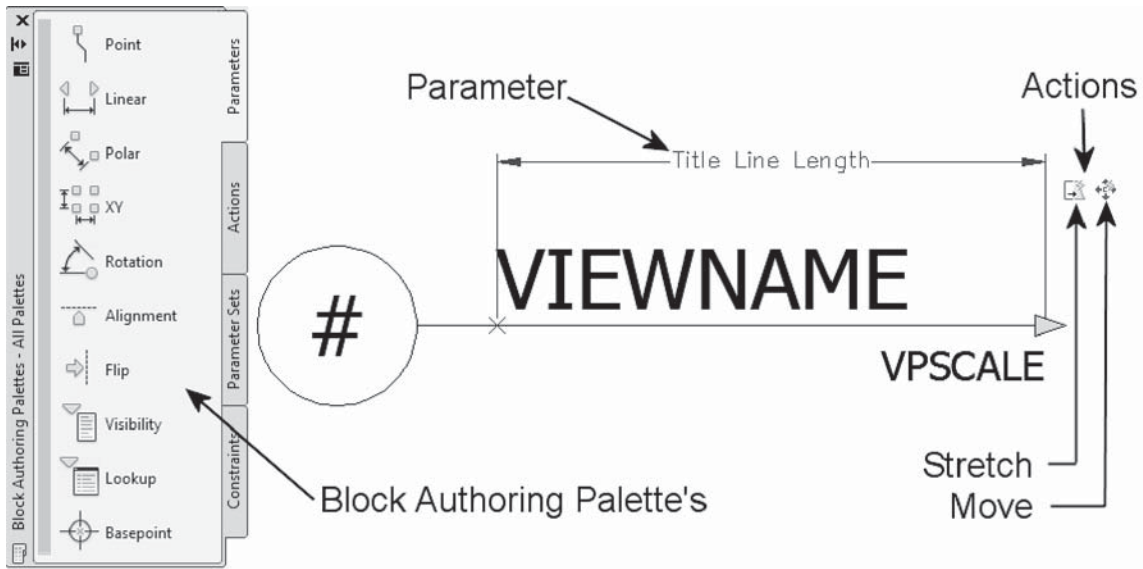 Block Authoring Palettes - All Palettes
Point
Linear
Polar
XY
Rotation
Alignment
Flip
Visibility
Lookup
Basepoint
Parameters
Actions
Parameter Sets
Constraints
Parameter
Actions
Title Line Length
#
VIEWNAME
VPSCALE
Stretch
Move
Block Authoring Palette's